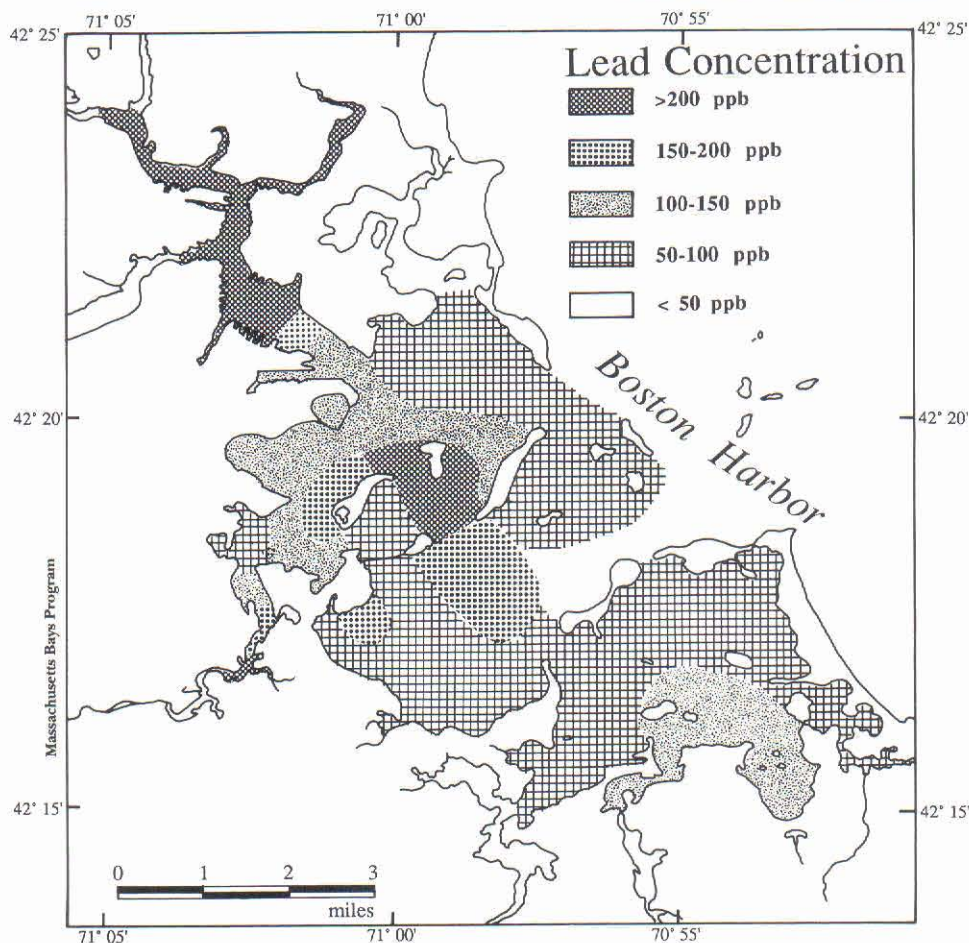 71° 05'
71° 00'
70° 55'
42° 25'
42° 25'
Lead Concentration
>200 ppb
150-200 ppb
100-150 ppb
50-100 ppb
< 50 ppb
42° 20'
42° 20'
Boston Harbor
Massachusetts Bays Program
42° 15'
42° 15'
0 1 2 3
miles
71° 05'
71° 00'
70° 55'